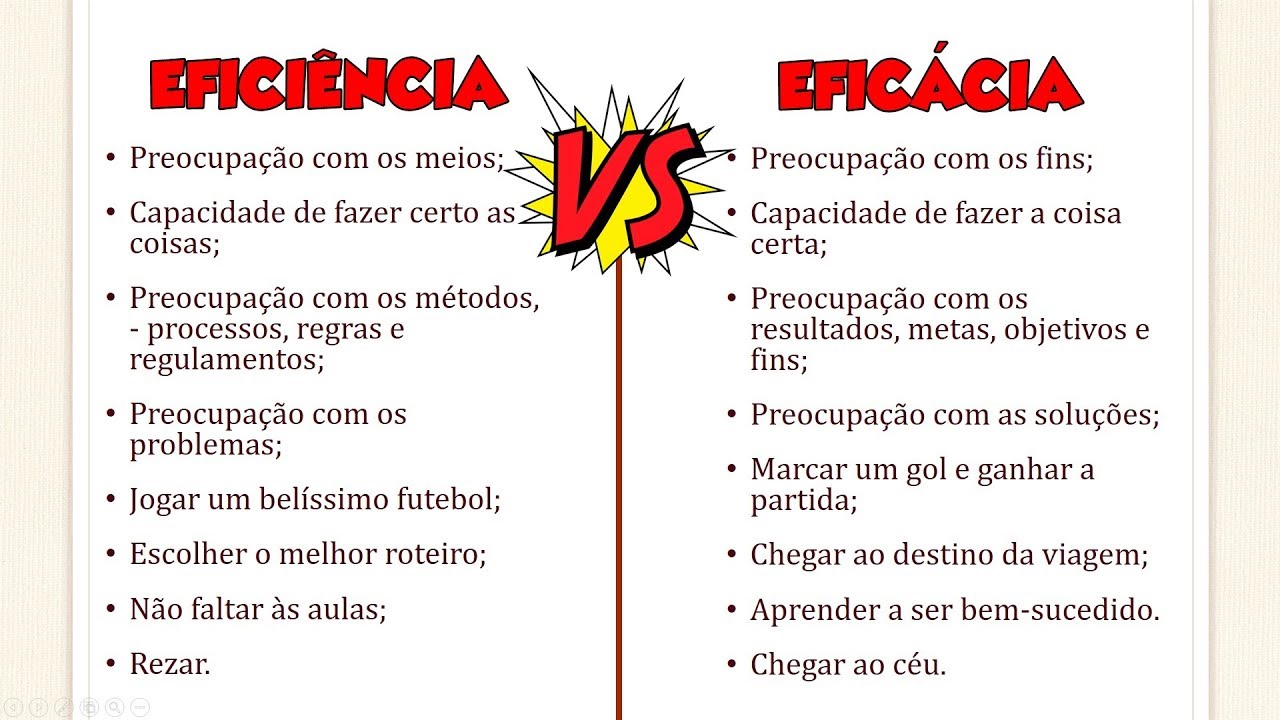 EFICIÊNCIA
• Preocupação com os meios;
• Capacidade de fazer certo as
coisas;
• Preocupação com os métodos,
- processos, regras e
regulamentos;
• Preocupação com os
problemas;
• Jogar um belíssimo futebol;
• Escolher o melhor roteiro;
• Não faltar às aulas;
• Rezar.
VS
EFICÁCIA
• Preocupação com os fins;
• Capacidade de fazer a coisa
certa;
• Preocupação com os
resultados, metas, objetivos e
fins;
• Preocupação com as soluções;
• Marcar um gol e ganhar a
partida;
• Chegar ao destino da viagem;
• Aprender a ser bem-sucedido.
• Chegar ao céu.